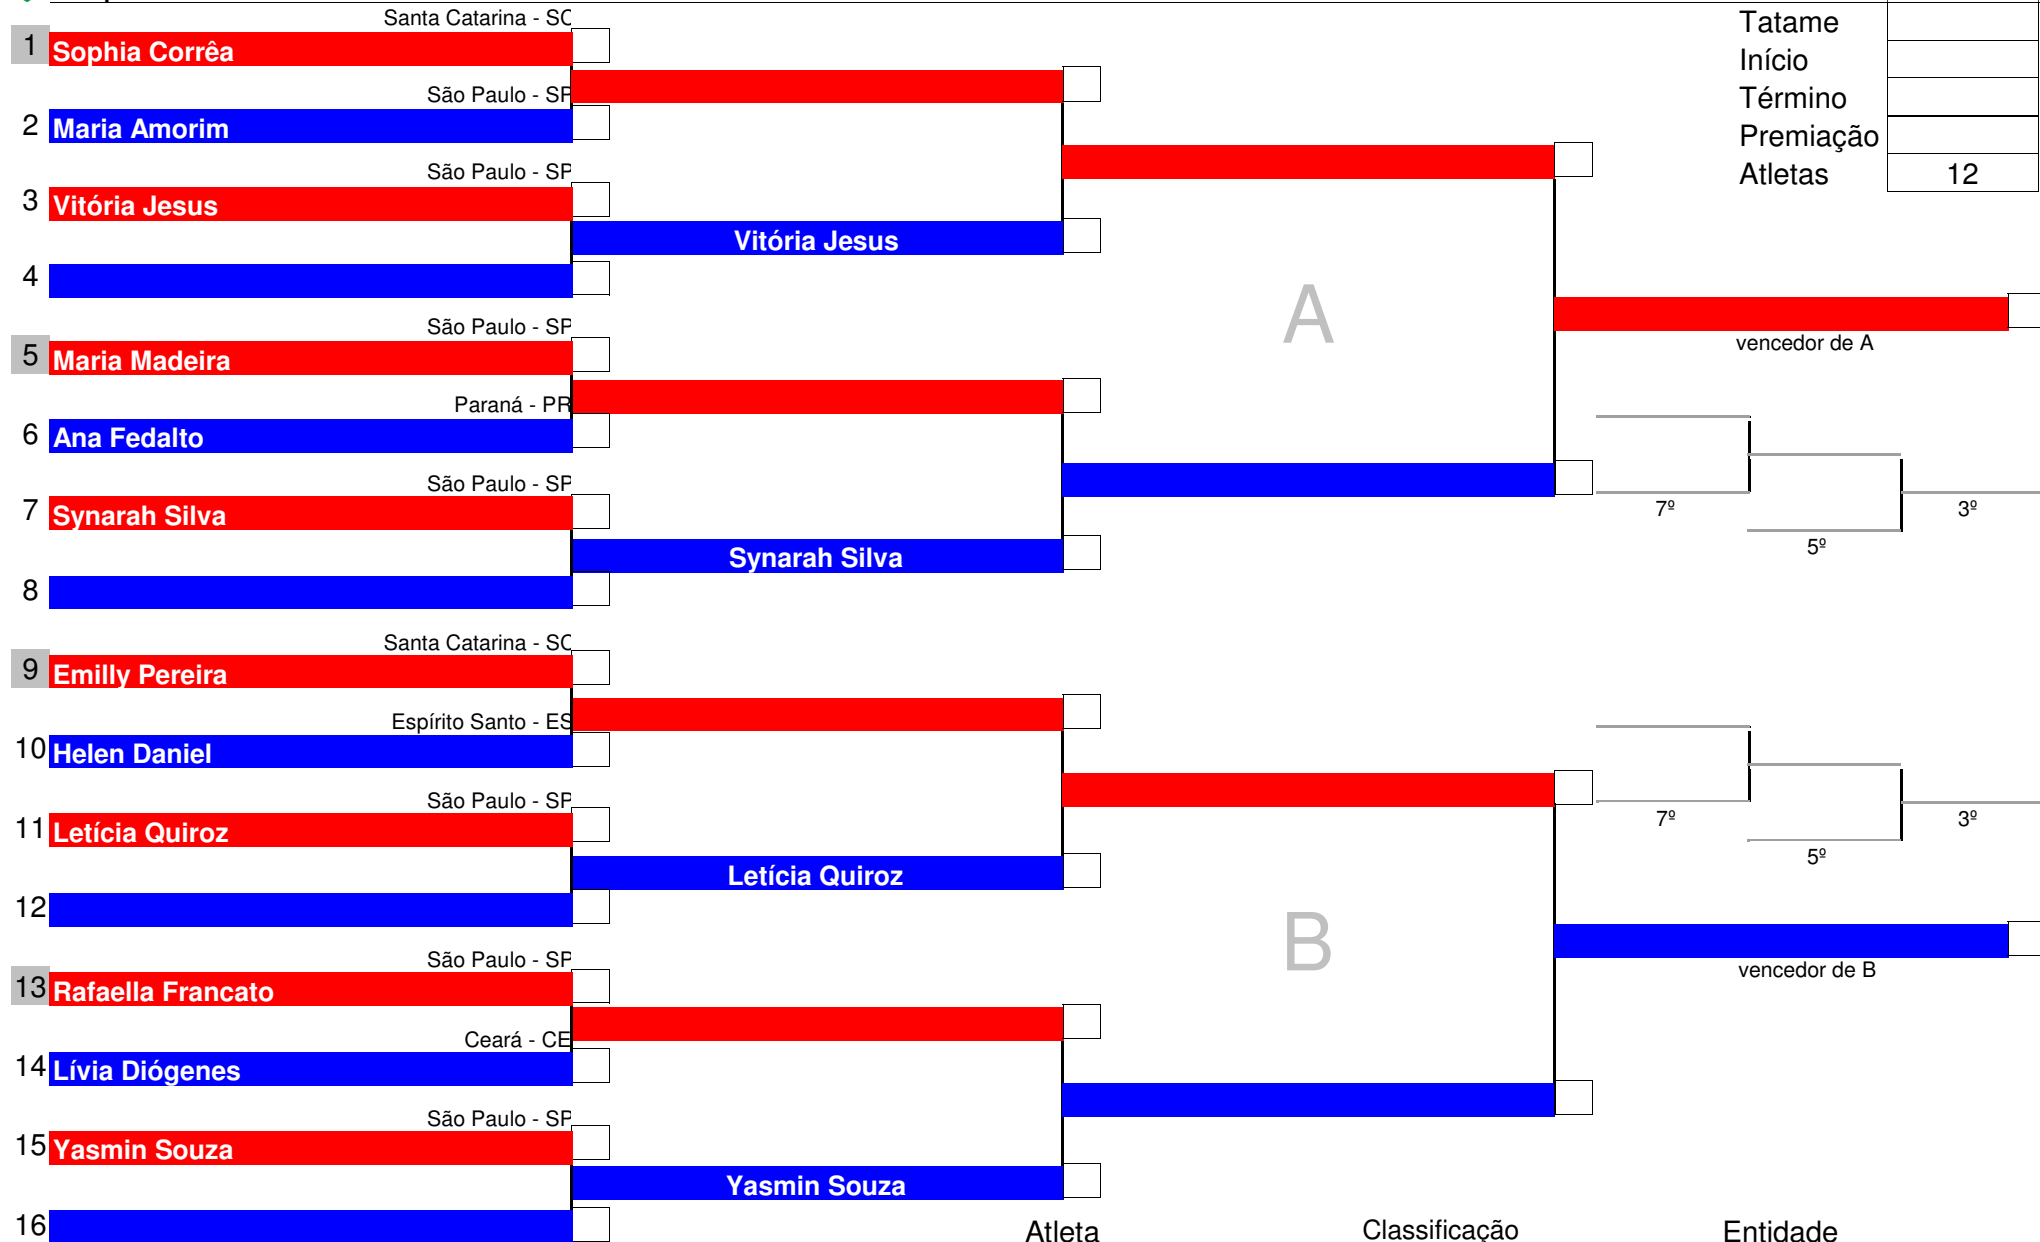 Santa Catarina - SC
1 Sophia Corrêa
São Paulo - SP
2 Maria Amorim
São Paulo - SP
3 Vitória Jesus
Vitória Jesus
4
São Paulo - SP
5 Maria Madeira
Paraná - PR
6 Ana Fedalto
São Paulo - SP
7 Synarah Silva
Synarah Silva
8
Santa Catarina - SC
9 Emilly Pereira
Espírito Santo - ES
10 Helen Daniel
São Paulo - SP
11 Letícia Quiroz
Letícia Quiroz
12
São Paulo - SP
13 Rafaella Francato
Ceará - CE
14 Lívia Diógenes
São Paulo - SP
15 Yasmin Souza
Yasmin Souza
16
A
B
Tatame
Início
Término
Premiação
Atletas 12
vencedor de A
7º
3º
5º
7º
3º
5º
vencedor de B
Atleta Classificação Entidade